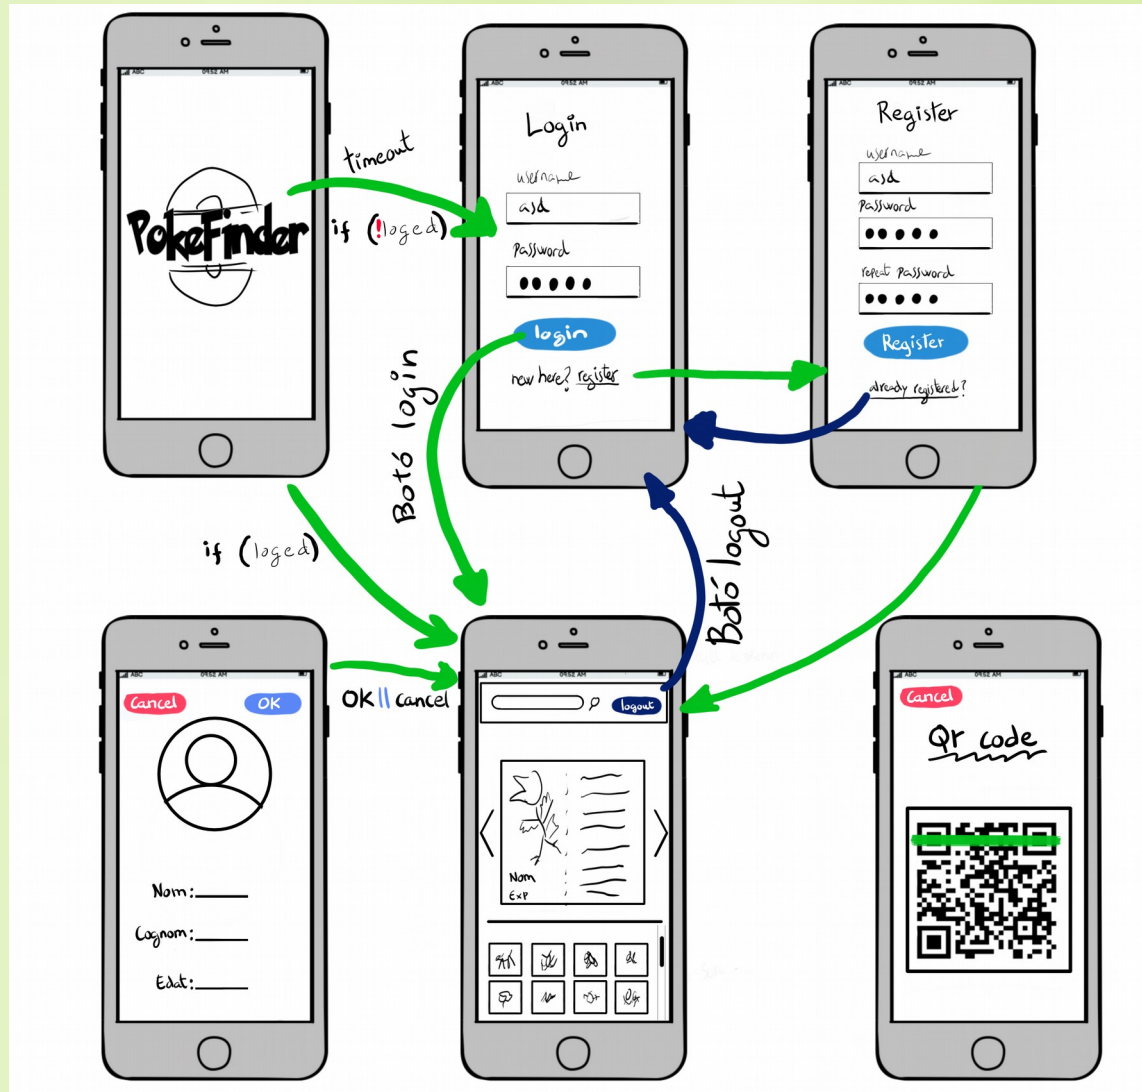 ABC 09:52 AM
PokeFinder
timeout
if (!loged)
ABC 09:52 AM
Login
username
asd
Password
login
new here? register
ABC 09:52 AM
Register
username
asd
Password
repeat password
Register
already registered?
Botó login
if (loged)
Botó logout
ABC 09:52 AM
Cancel
OK
Nom:
Cognom:
Edat:
OK || cancel
ABC 09:52 AM
logout
Nom
Exp
ABC 09:52 AM
Cancel
Qr code